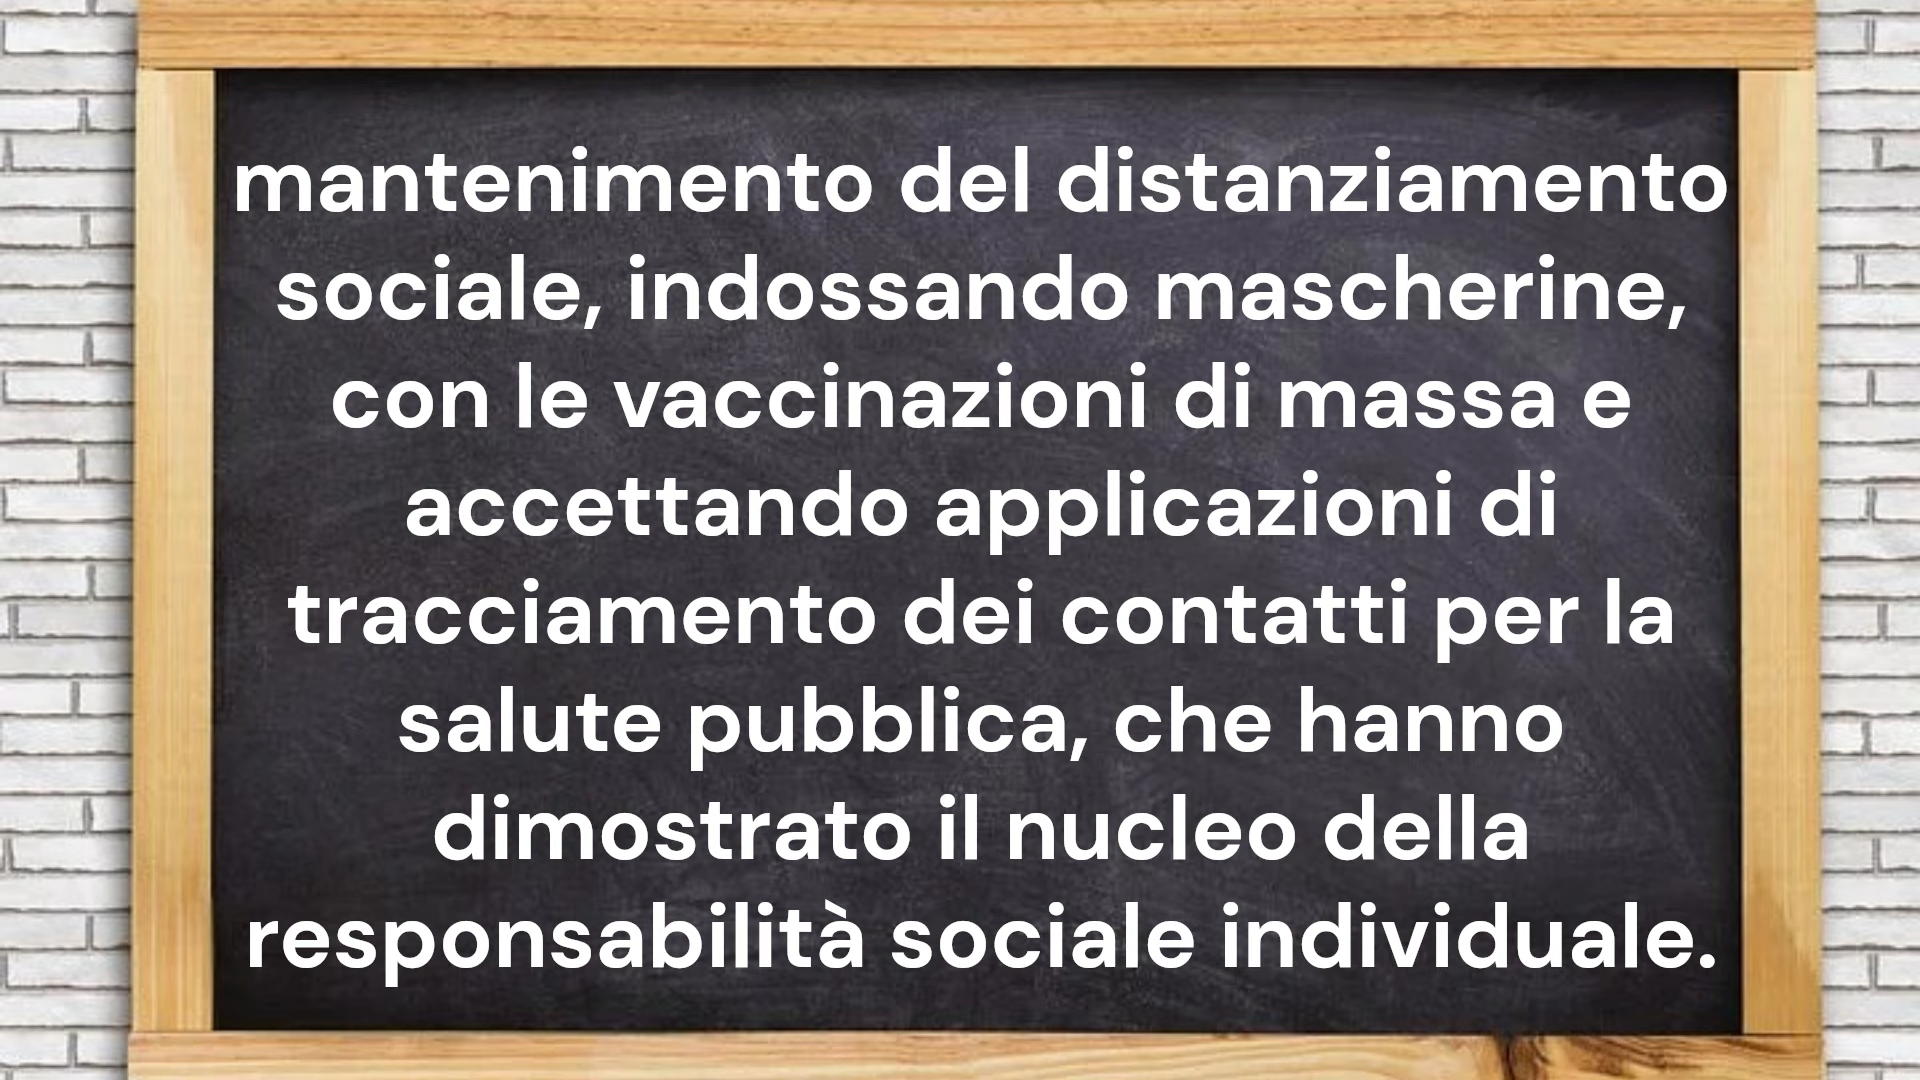 mantenimento del distanziamento
sociale, indossando mascherine,
con le vaccinazioni di massa e
accettando applicazioni di
tracciamento dei contatti per la
salute pubblica, che hanno
dimostrato il nucleo della
responsabilità sociale individuale.